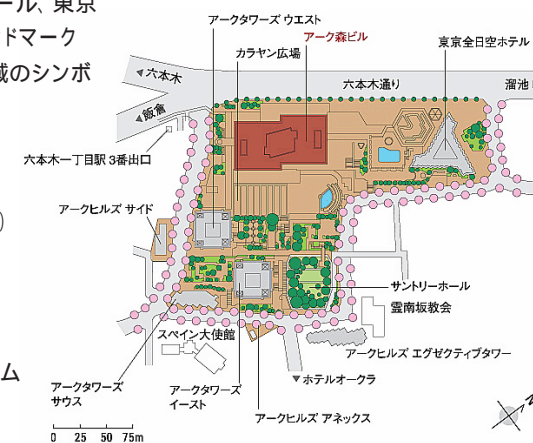 ール、東京
ドマーク
域のシンボ
ム
アークタワーズ ウエスト
カラヤン広場
アーク森ビル
東京全日空ホテル
六本木
六本木通り
溜池
飯倉
六本木一丁目駅 3番出口
アークヒルズ サイド
サントリーホール
霊南坂教会
スペイン大使館
アークヒルズ エグゼクティブタワー
ホテルオークラ
アークタワーズ
サウス
アークタワーズ
イースト
アークヒルズ アネックス
0 25 50 75m
N